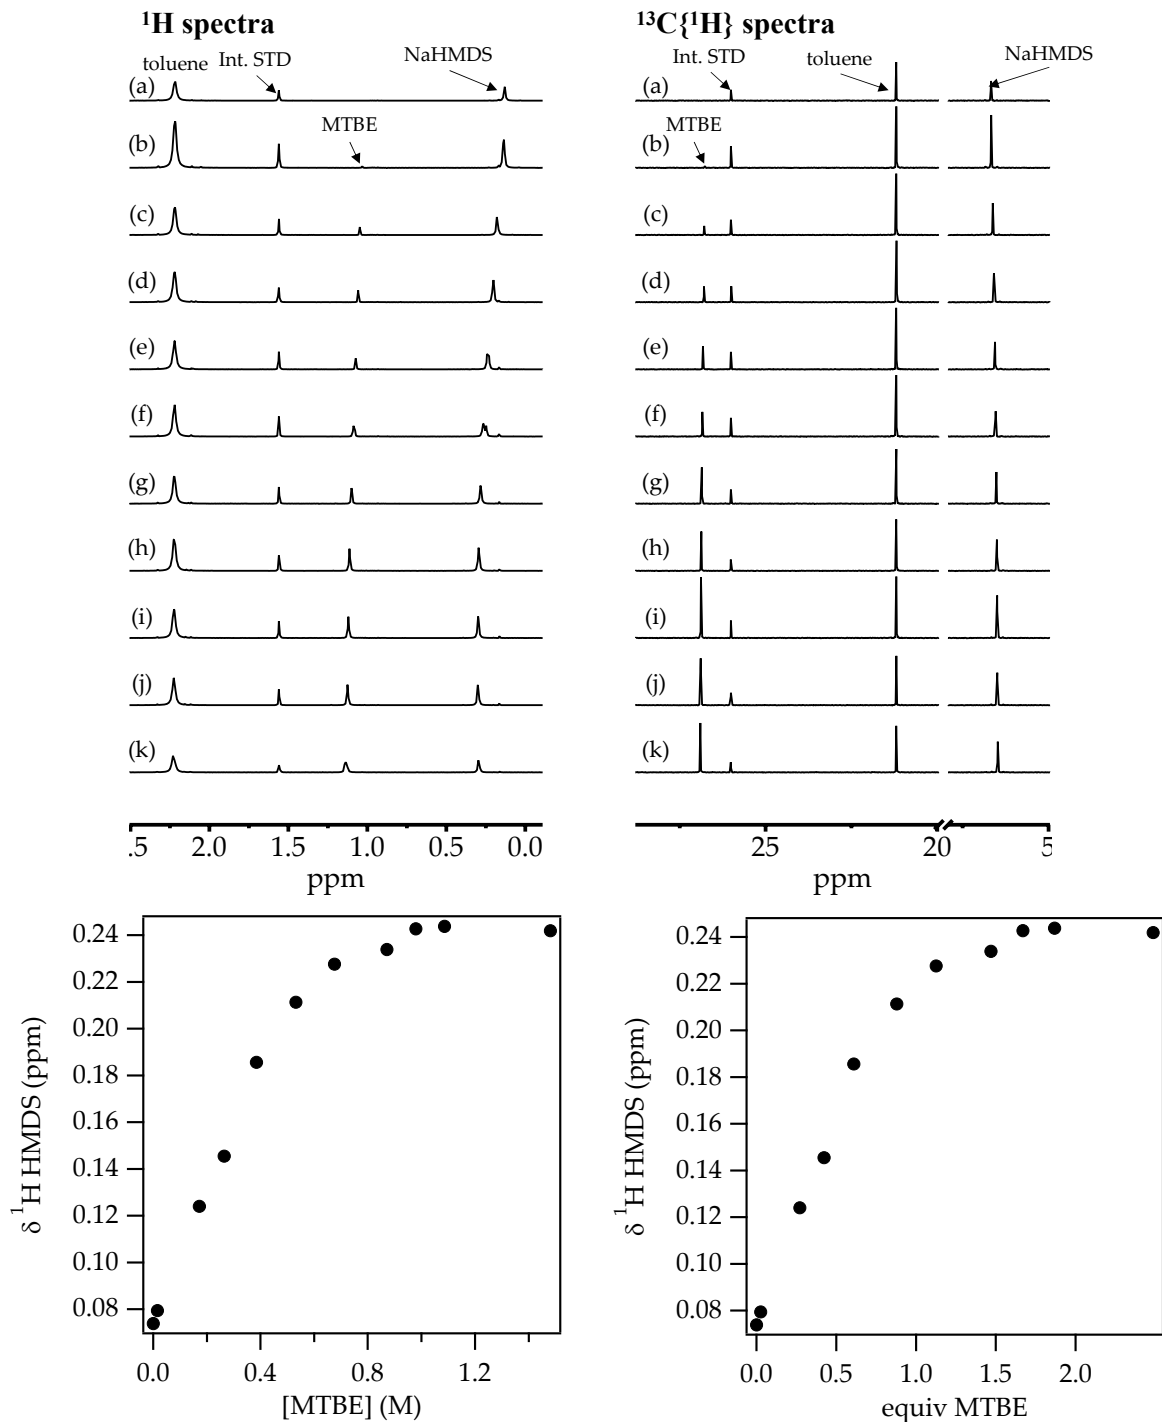 ¹H spectra
toluene
Int. STD
NaHMDS
(a)
MTBE
(b)
(c)
(d)
(e)
(f)
(g)
(h)
(i)
(j)
(k)
.5 2.0 1.5 1.0 0.5 0.0
ppm
¹³C{¹H} spectra
Int. STD
toluene
NaHMDS
(a)
MTBE
(b)
(c)
(d)
(e)
(f)
(g)
(h)
(i)
(j)
(k)
25 20 5
ppm
δ ¹H HMDS (ppm)
0.24
0.22
0.20
0.18
0.16
0.14
0.12
0.10
0.08
0.0 0.4 0.8 1.2
[MTBE] (M)
δ ¹H HMDS (ppm)
0.24
0.22
0.20
0.18
0.16
0.14
0.12
0.10
0.08
0.0 0.5 1.0 1.5 2.0
equiv MTBE